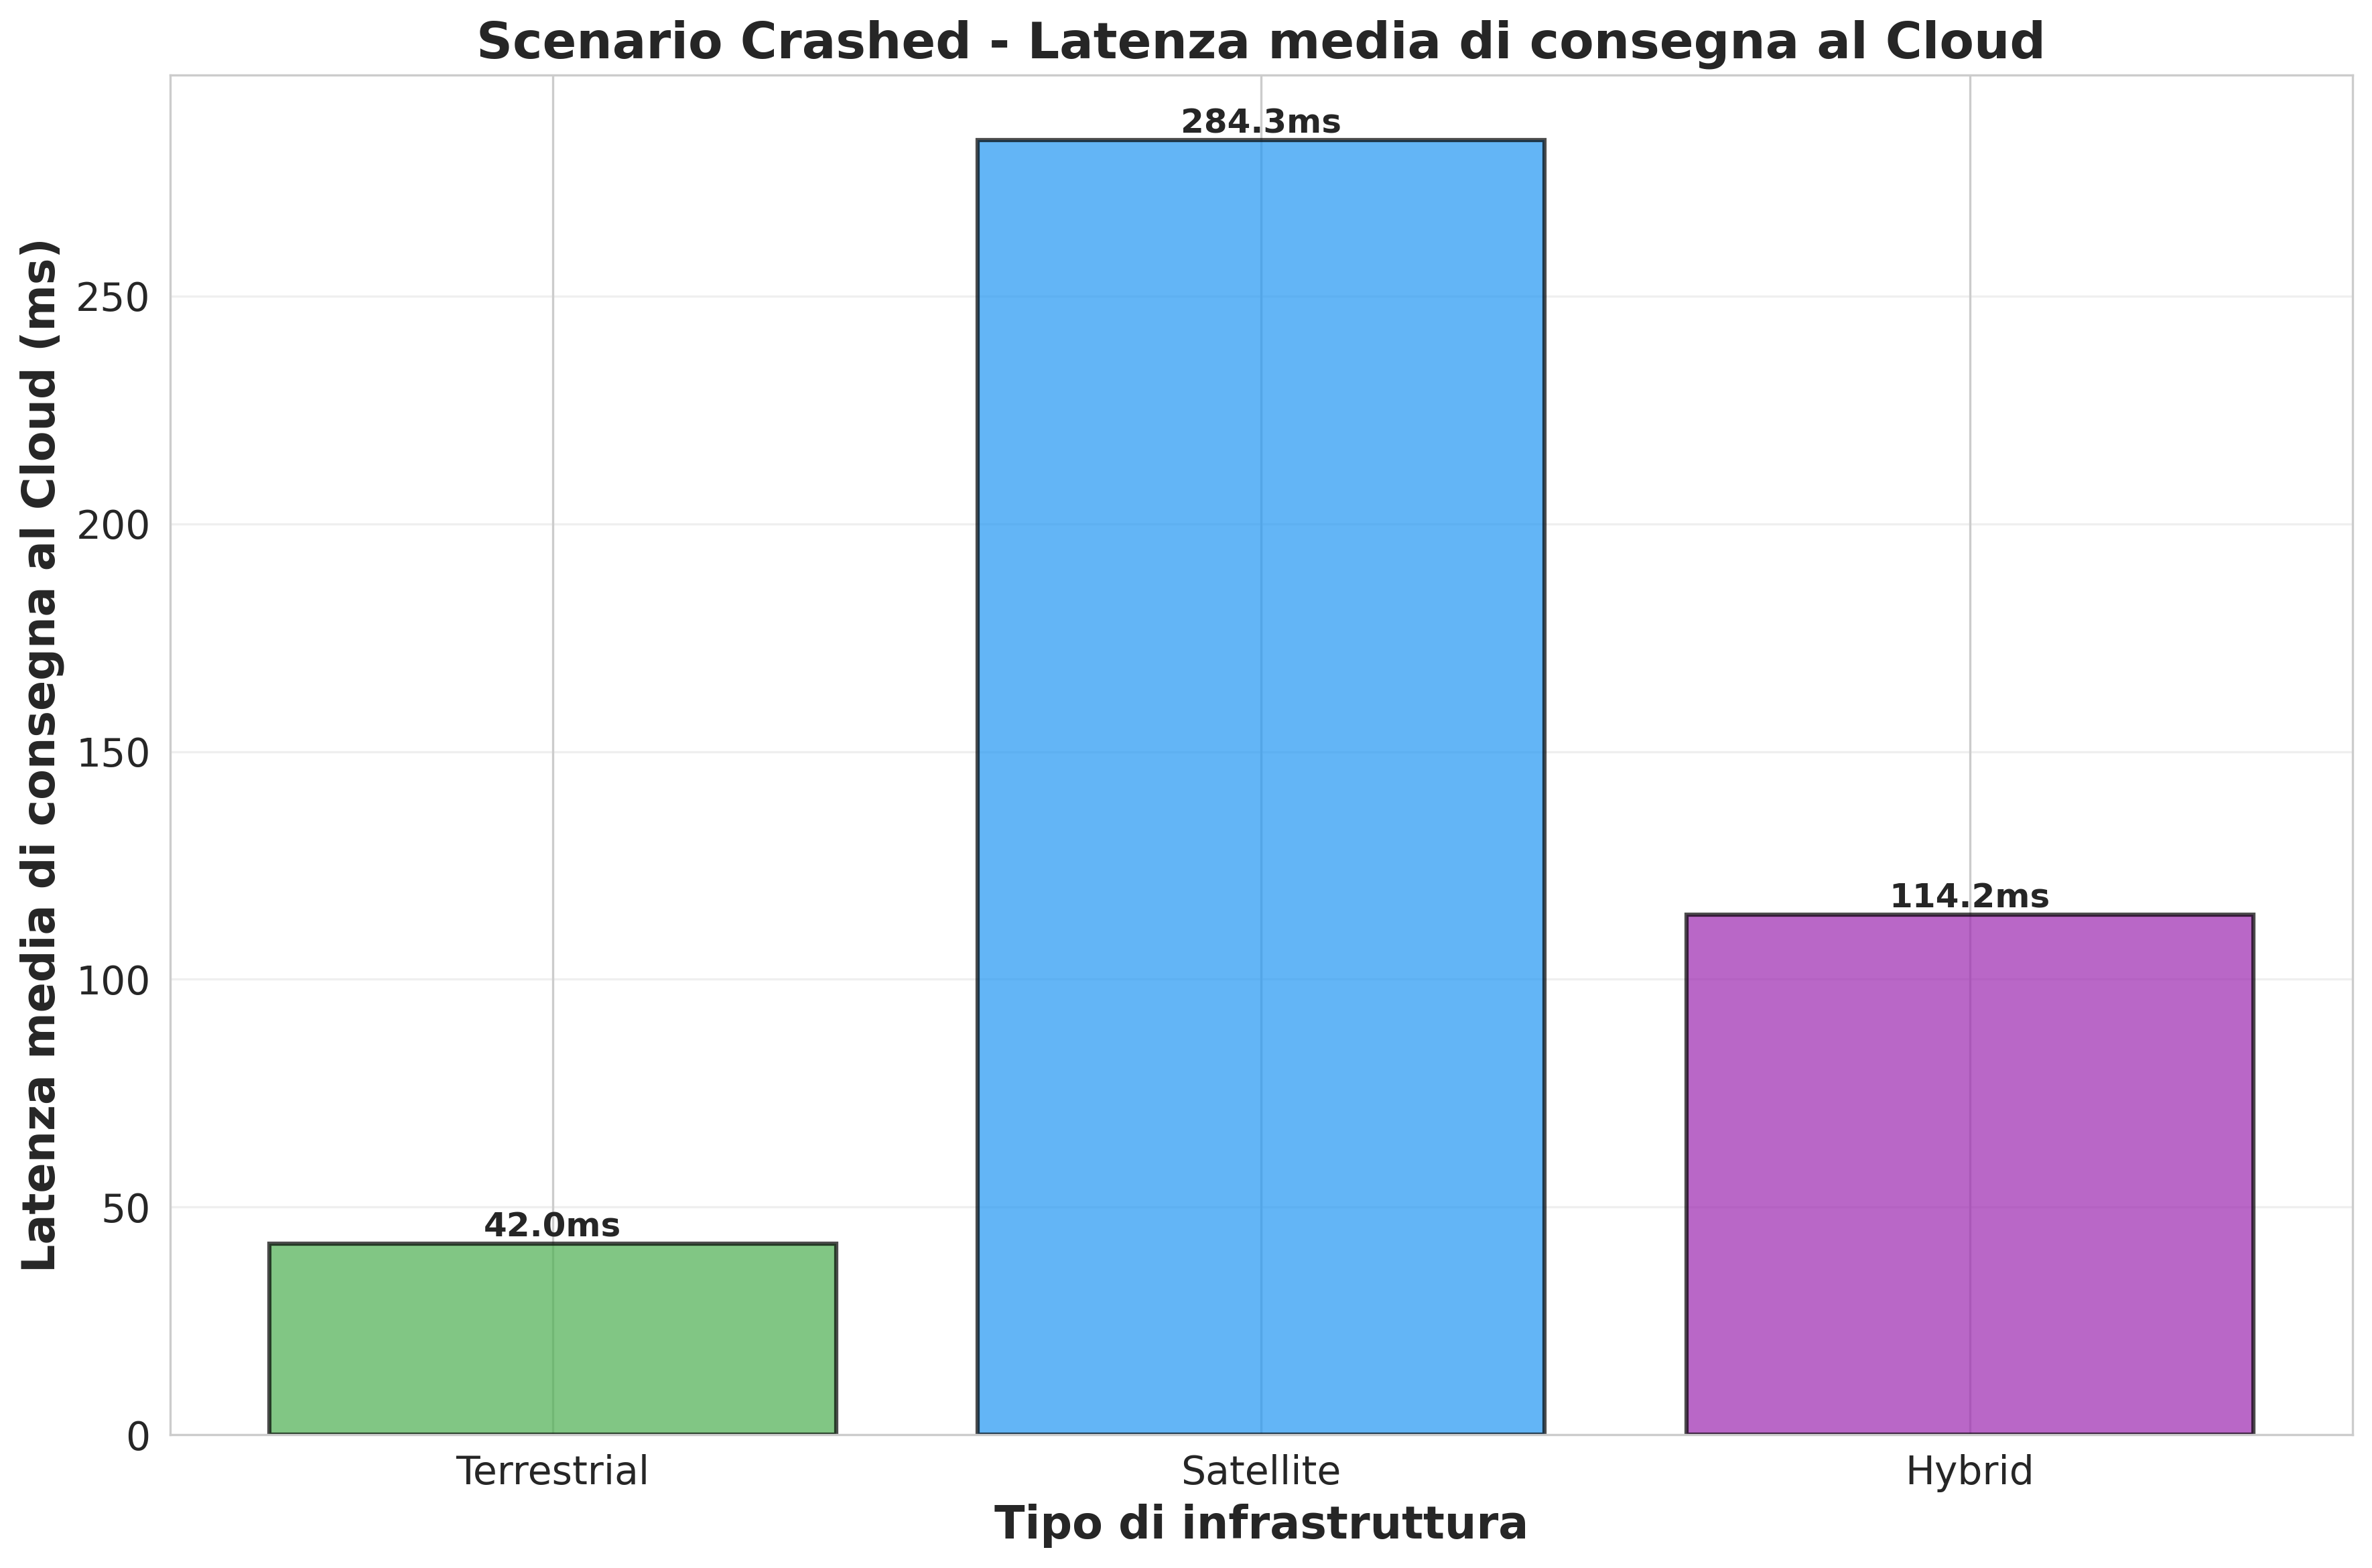 Scenario Crashed - Latenza media di consegna al Cloud
Latenza media di consegna al Cloud (ms)
250
200
150
100
50
0
42.0ms
284.3ms
114.2ms
Terrestrial
Satellite
Hybrid
Tipo di infrastruttura